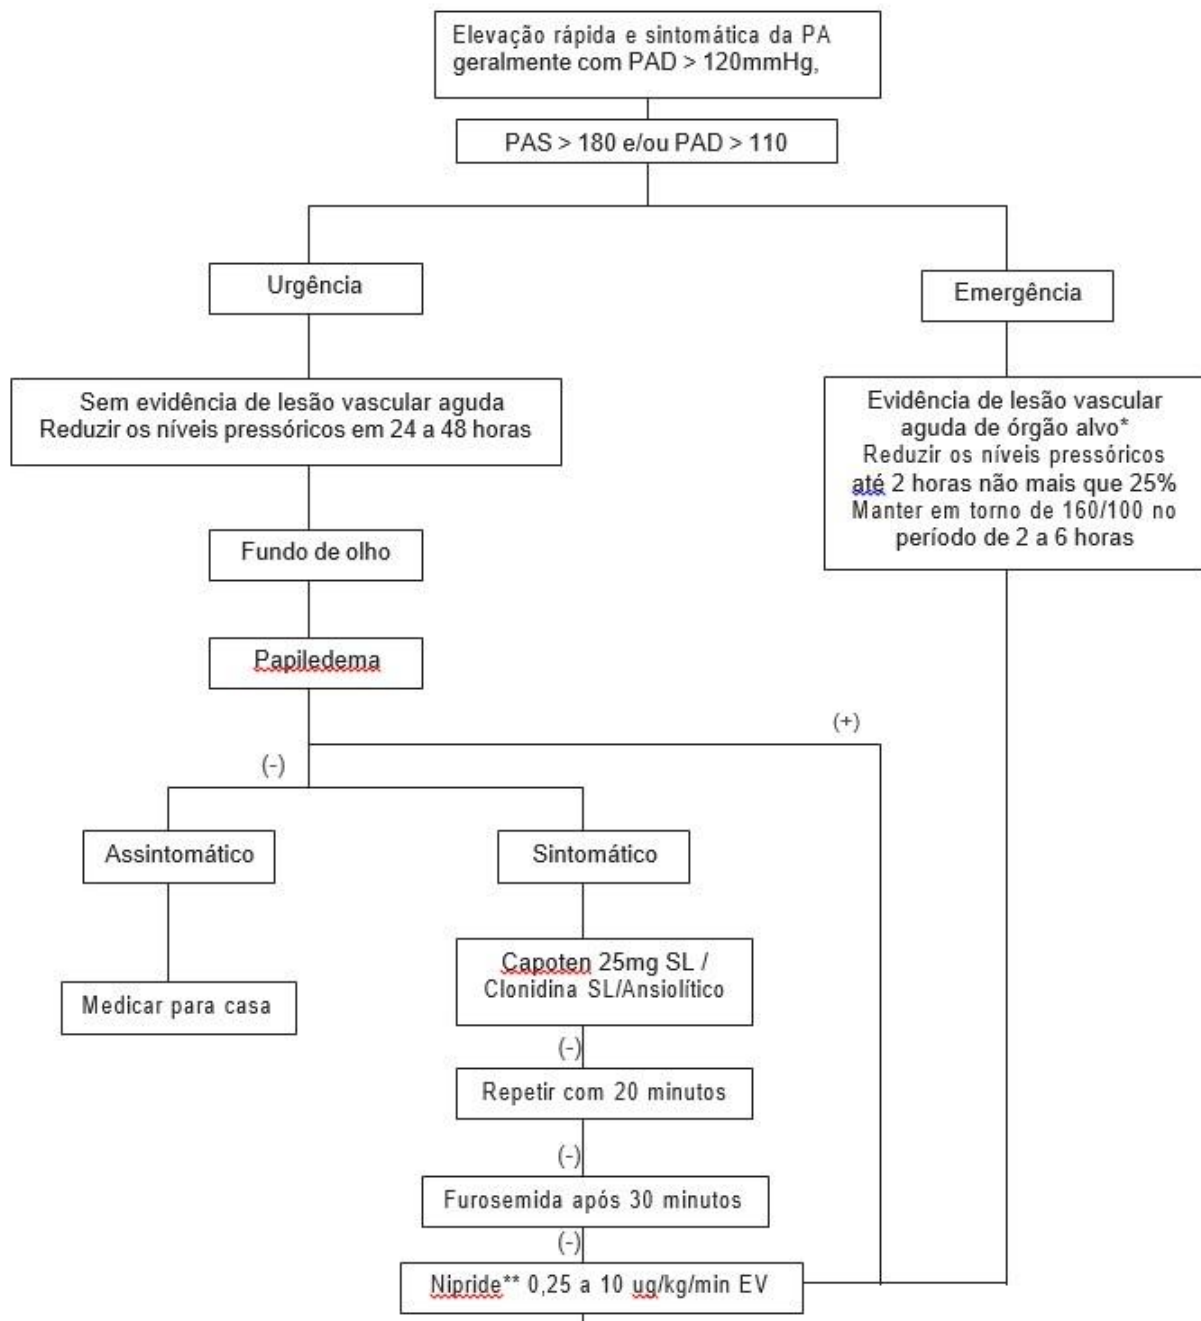 Elevação rápida e sintomática da PA
geralmente com PAD > 120mmHg,
PAS > 180 e/ou PAD > 110
Urgência
Emergência
Sem evidência de lesão vascular aguda
Reduzir os níveis pressóricos em 24 a 48 horas
Evidência de lesão vascular
aguda de órgão alvo*
Reduzir os níveis pressóricos
até 2 horas não mais que 25%
Manter em torno de 160/100 no
período de 2 a 6 horas
Fundo de olho
Papiledema
(+)
(-)
Assintomático
Sintomático
Medicar para casa
Capoten 25mg SL /
Clonidina SL/Ansiolítico
(-)
Repetir com 20 minutos
(-)
Furosemida após 30 minutos
(-)
Nipride** 0,25 a 10 ug/kg/min EV